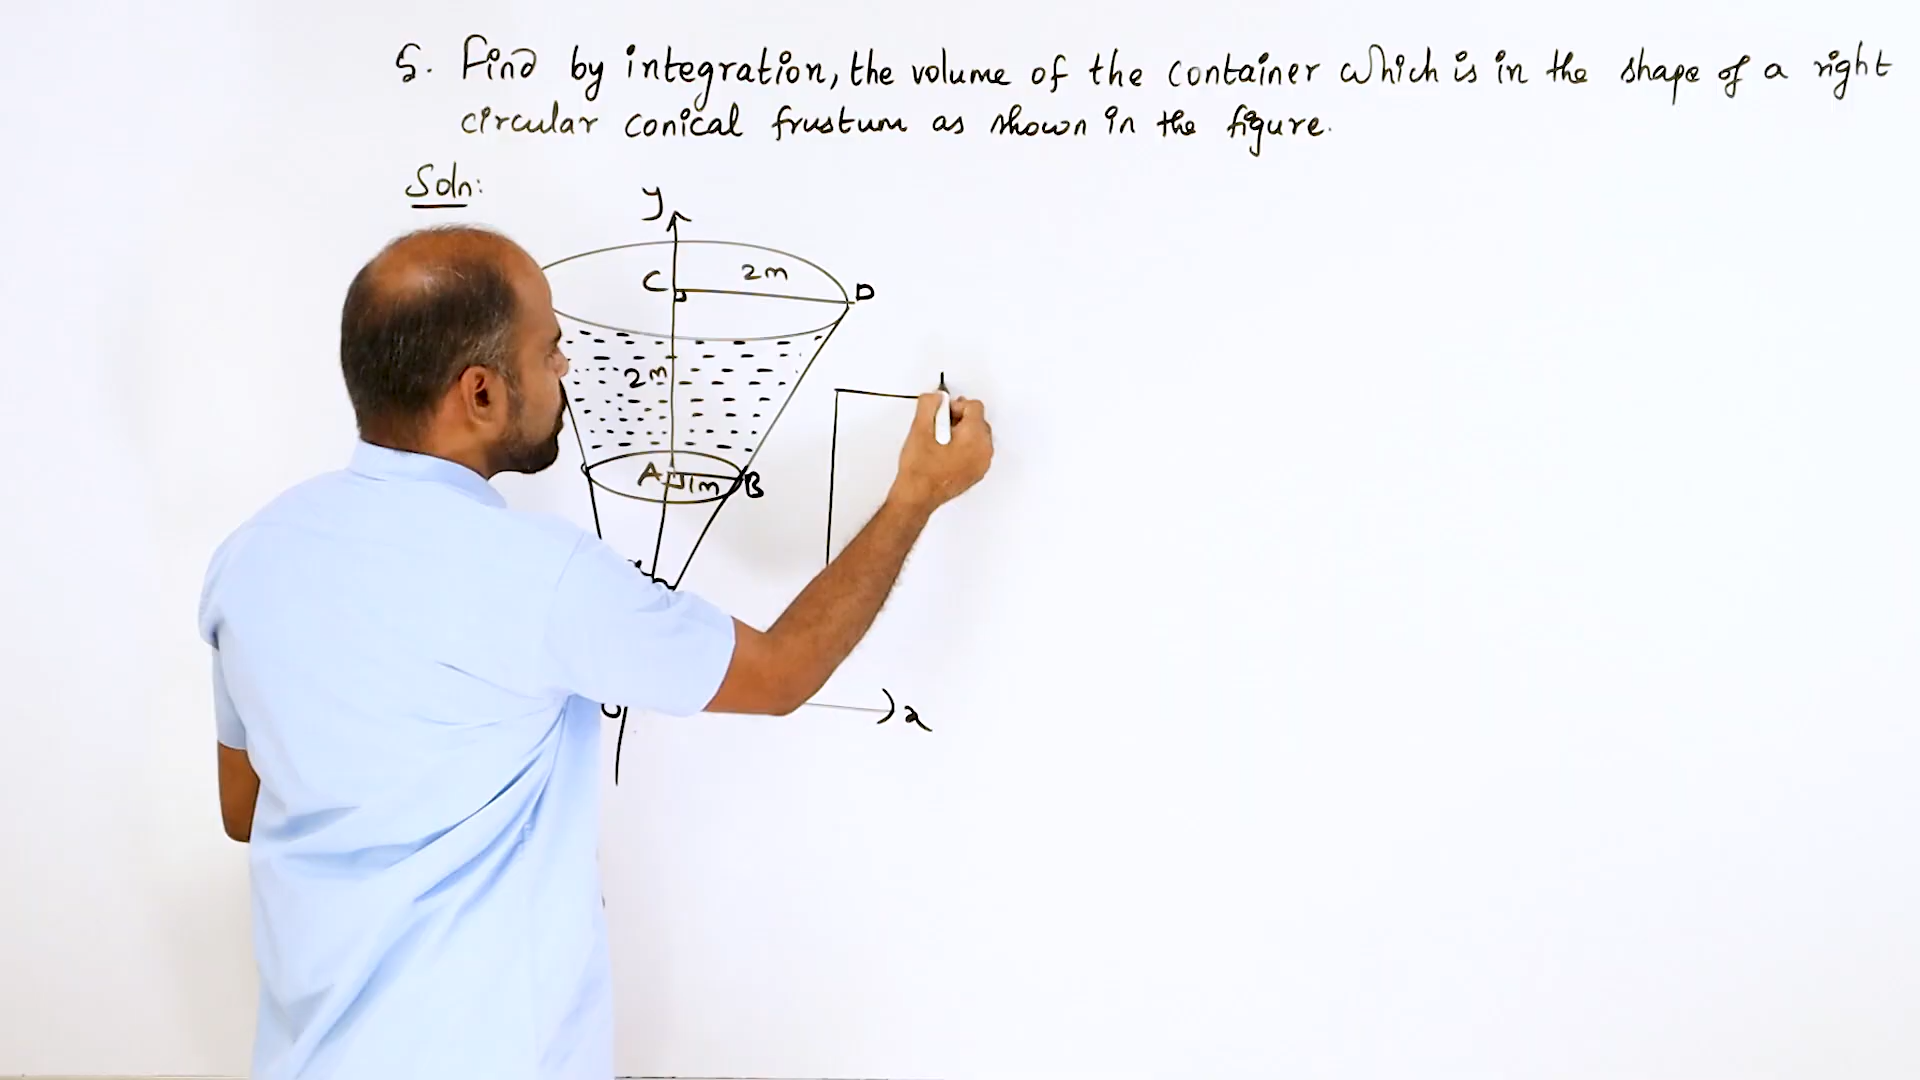 5. Find by integration, the volume of the container which is in the shape of a right
circular conical frustum as shown in the figure.
Soln:
y
C 2m D
2m
A 1m B
x